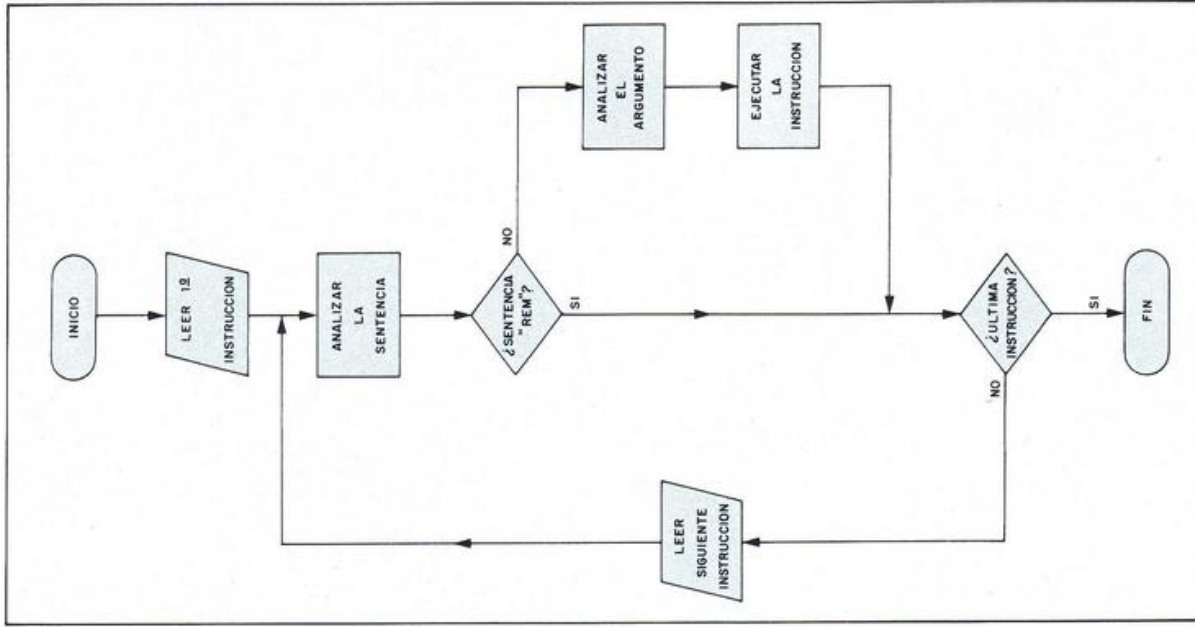 INICIO
LEER 1º
INSTRUCCION
ANALIZAR
LA
SENTENCIA
¿SENTENCIA
"REM"?
NO
SI
ANALIZAR
EL
ARGUMENTO
EJECUTAR
LA
INSTRUCCION
¿ULTIMA
INSTRUCCION?
NO
SI
LEER
SIGUIENTE
INSTRUCCION
FIN